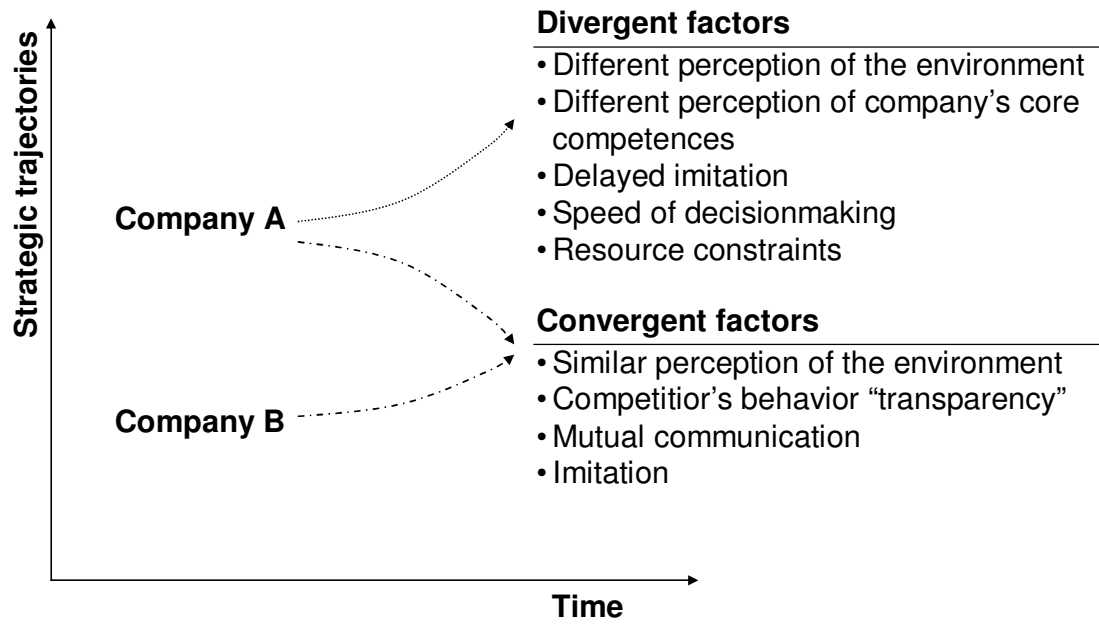 Strategic trajectories
Divergent factors
• Different perception of the environment
• Different perception of company’s core
competences
• Delayed imitation
• Speed of decisionmaking
• Resource constraints
Company A
Convergent factors
• Similar perception of the environment
• Competitior’s behavior “transparency”
• Mutual communication
• Imitation
Company B
Time